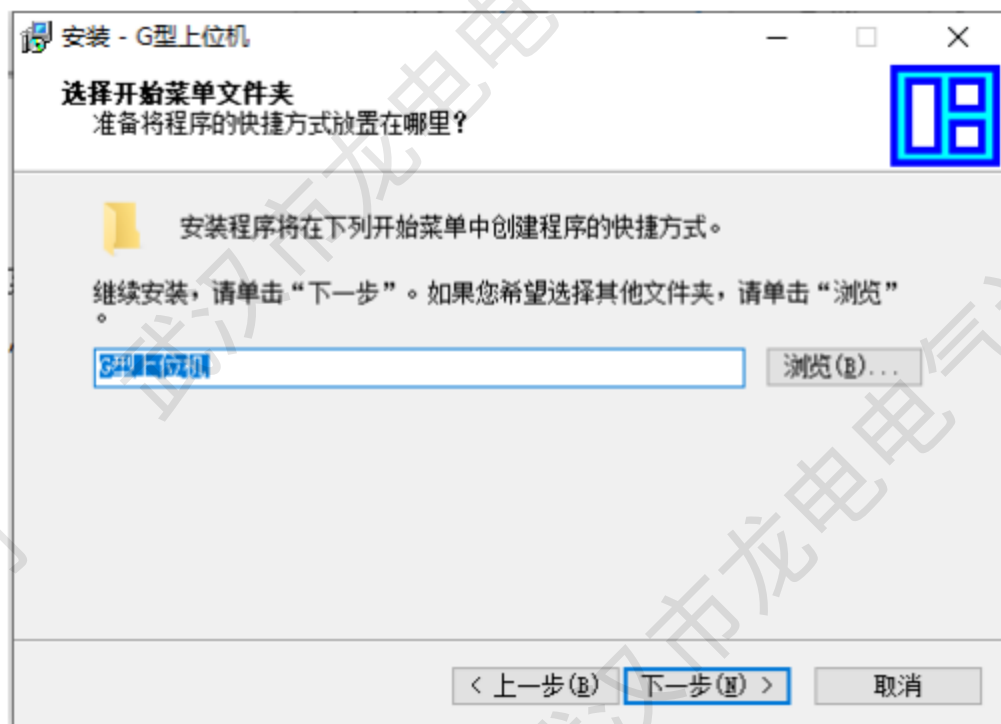 安装 - G型上位机
选择开始菜单文件夹
准备将程序的快捷方式放置在哪里?
安装程序将在下列开始菜单中创建程序的快捷方式。
继续安装，请单击“下一步”。如果您希望选择其他文件夹，请单击“浏览”
。
G型上位机
浏览(B)...
< 上一步(B)
下一步(N) >
取消
武汉市龙电电
武汉市龙电电气